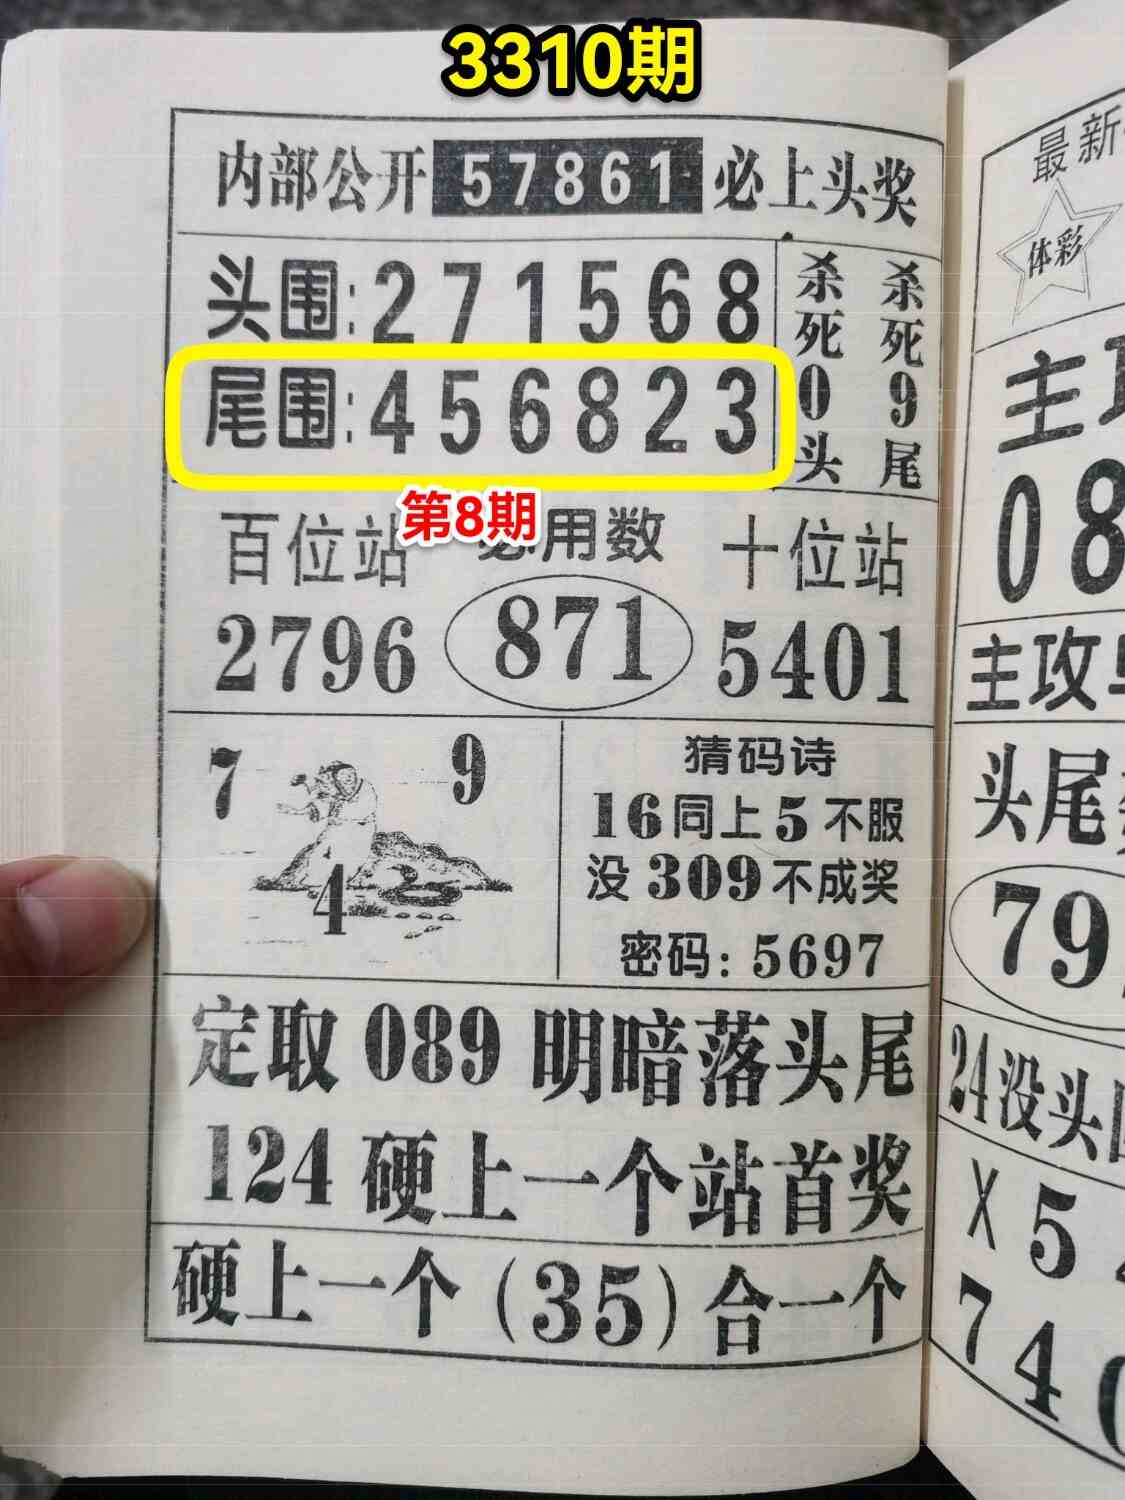 3310期
内部公开 57861 必上头奖
头围:271568
尾围:456823
杀死0头
杀死9尾
第8期
百位站 必用数 十位站
2796 871 5401
7 9
4
猜码诗
16同上5不服
没309不成奖
密码:5697
定取089明暗落头尾
124硬上一个站首奖
硬上一个(35)合一个
最新
体彩
主攻
08
主攻
头尾
79
24没头
X5
74